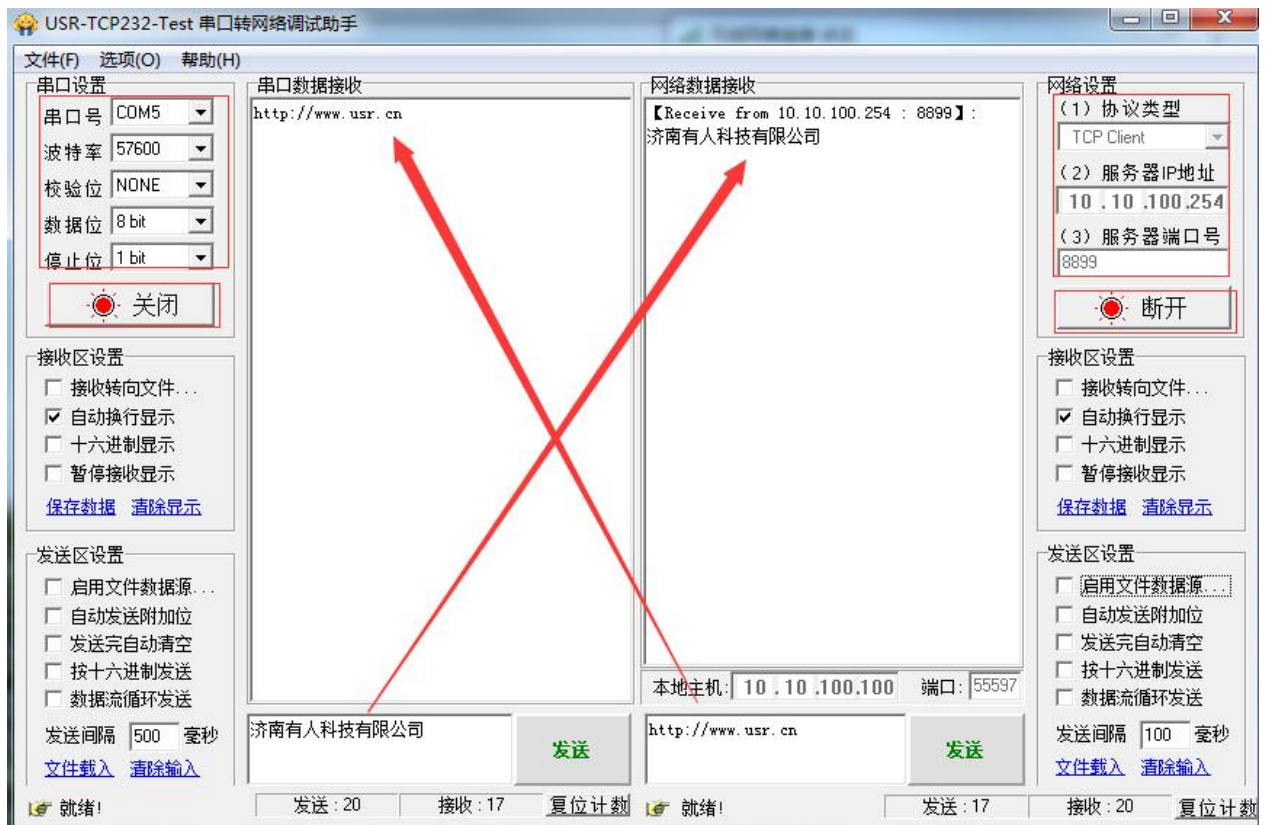 USR-TCP232-Test 串口转网络调试助手
文件(F) 选项(O) 帮助(H)
串口设置
串口号 COM5
波特率 57600
校验位 NONE
数据位 8 bit
停止位 1 bit
关闭
接收区设置
接收转向文件...
自动换行显示
十六进制显示
暂停接收显示
保存数据 清除显示
发送区设置
启用文件数据源...
自动发送附加位
发送完自动清空
按十六进制发送
数据流循环发送
发送间隔 500 毫秒
文件载入 清除输入
就绪!
串口数据接收
http://www.usr.cn
济南有人科技有限公司
发送
发送:20 接收:17 复位计数
网络数据接收
【Receive from 10.10.100.254 : 8899】:
济南有人科技有限公司
本地主机: 10 .10 .100.100 端口: 55597
http://www.usr.cn
发送
就绪! 发送:17 接收:20 复位计数
网络设置
(1) 协议类型
TCP Client
(2) 服务器IP地址
10 .10 .100.254
(3) 服务器端口号
8899
断开
接收区设置
接收转向文件...
自动换行显示
十六进制显示
暂停接收显示
保存数据 清除显示
发送区设置
启用文件数据源...
自动发送附加位
发送完自动清空
按十六进制发送
数据流循环发送
发送间隔 100 毫秒
文件载入 清除输入